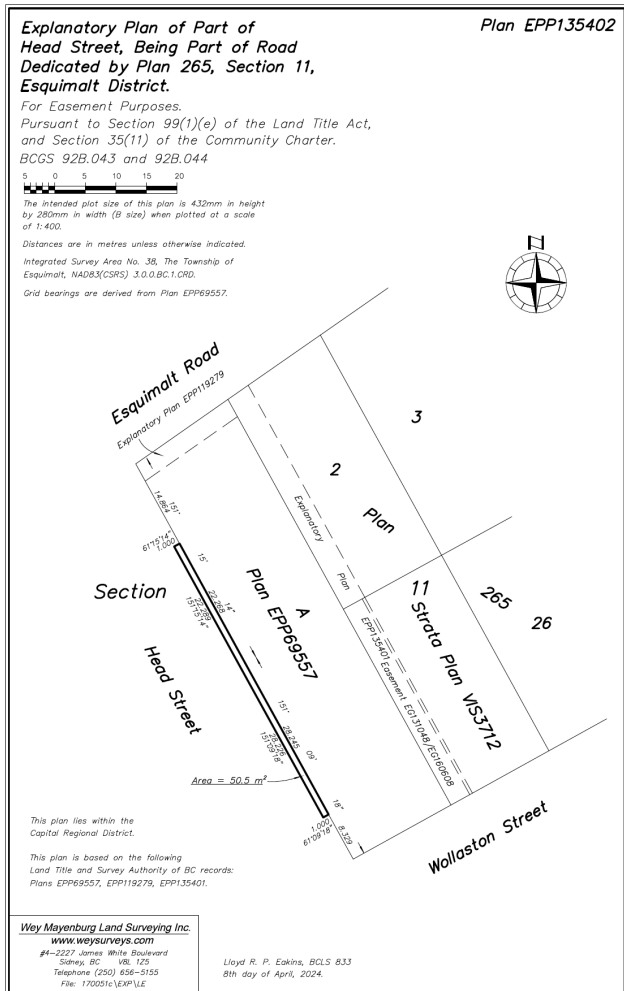 Explanatory Plan of Part of
Head Street, Being Part of Road
Dedicated by Plan 265, Section 11,
Esquimalt District.
Plan EPP135402
For Easement Purposes.
Pursuant to Section 99(1)(e) of the Land Title Act,
and Section 35(11) of the Community Charter.
BCGS 92B.043 and 92B.044
5 0 5 10 15 20
The intended plot size of this plan is 432mm in height
by 280mm in width (B size) when plotted at a scale
of 1:400.
Distances are in metres unless otherwise indicated.
Integrated Survey Area No. 38, The Township of
Esquimalt, NAD83(CSRS) 3.0.0.BC.1.CRD.
Grid bearings are derived from Plan EPP69557.
N
Esquimalt Road
Explanatory Plan EPP119279
3
2
Plan
Explanatory
Plan
EPP135401 Easement EG131048/EG160608
151°
14.864
61°15'14"
1.000
15'
22.268
14"
22.289
151°15'14"
Section
A
Plan EPP69557
11
Strata Plan VIS3712
265
26
Head Street
151°
28.245
09'
28.226
151°09'18"
18"
Area = 50.5 m²
1.000
61°09'18"
8.329
Wollaston Street
This plan lies within the
Capital Regional District.
This plan is based on the following
Land Title and Survey Authority of BC records:
Plans EPP69557, EPP119279, EPP135401.
Wey Mayenburg Land Surveying Inc.
www.weysurveys.com
#4-2227 James White Boulevard
Sidney, BC V8L 1Z5
Telephone (250) 656-5155
File: 170051c\EXP\LE
Lloyd R. P. Eakins, BCLS 833
8th day of April, 2024.